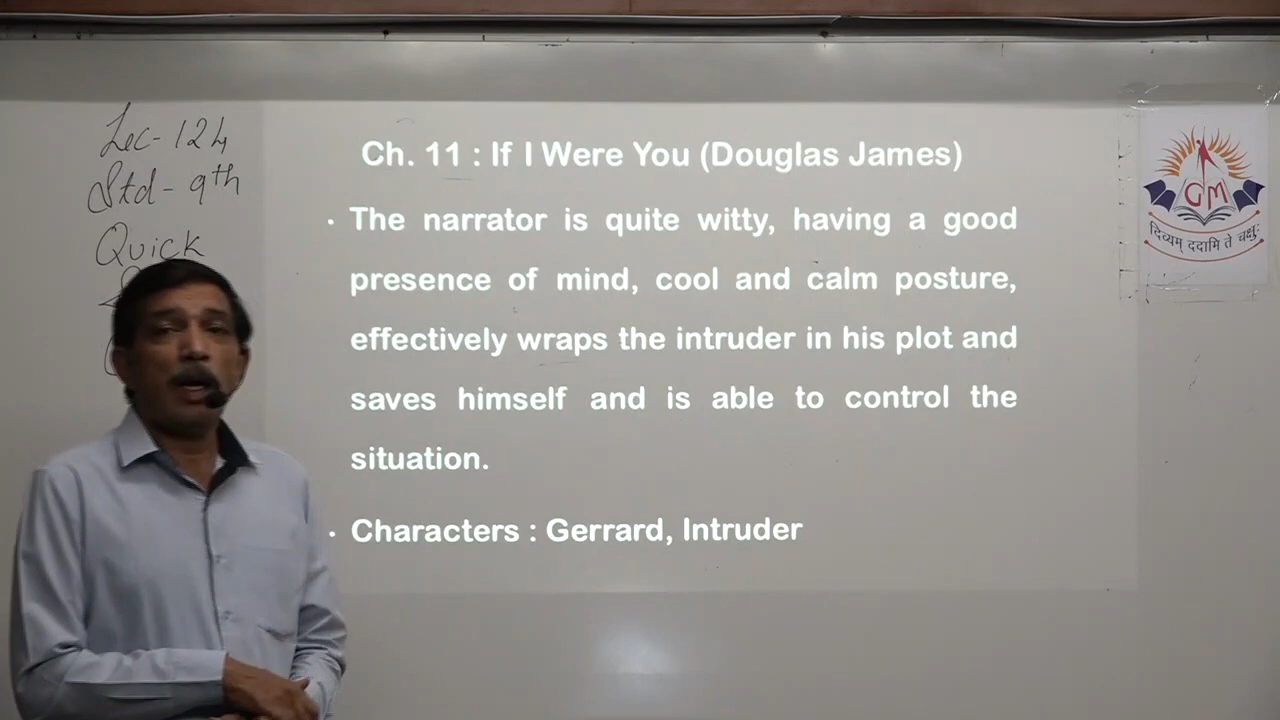 Lec-124
Std-9th
Quick
Ch. 11 : If I Were You (Douglas James)
• The narrator is quite witty, having a good
presence of mind, cool and calm posture,
effectively wraps the intruder in his plot and
saves himself and is able to control the
situation.
• Characters : Gerrard, Intruder
GM
दिव्यम् ददामि ते चक्षुः